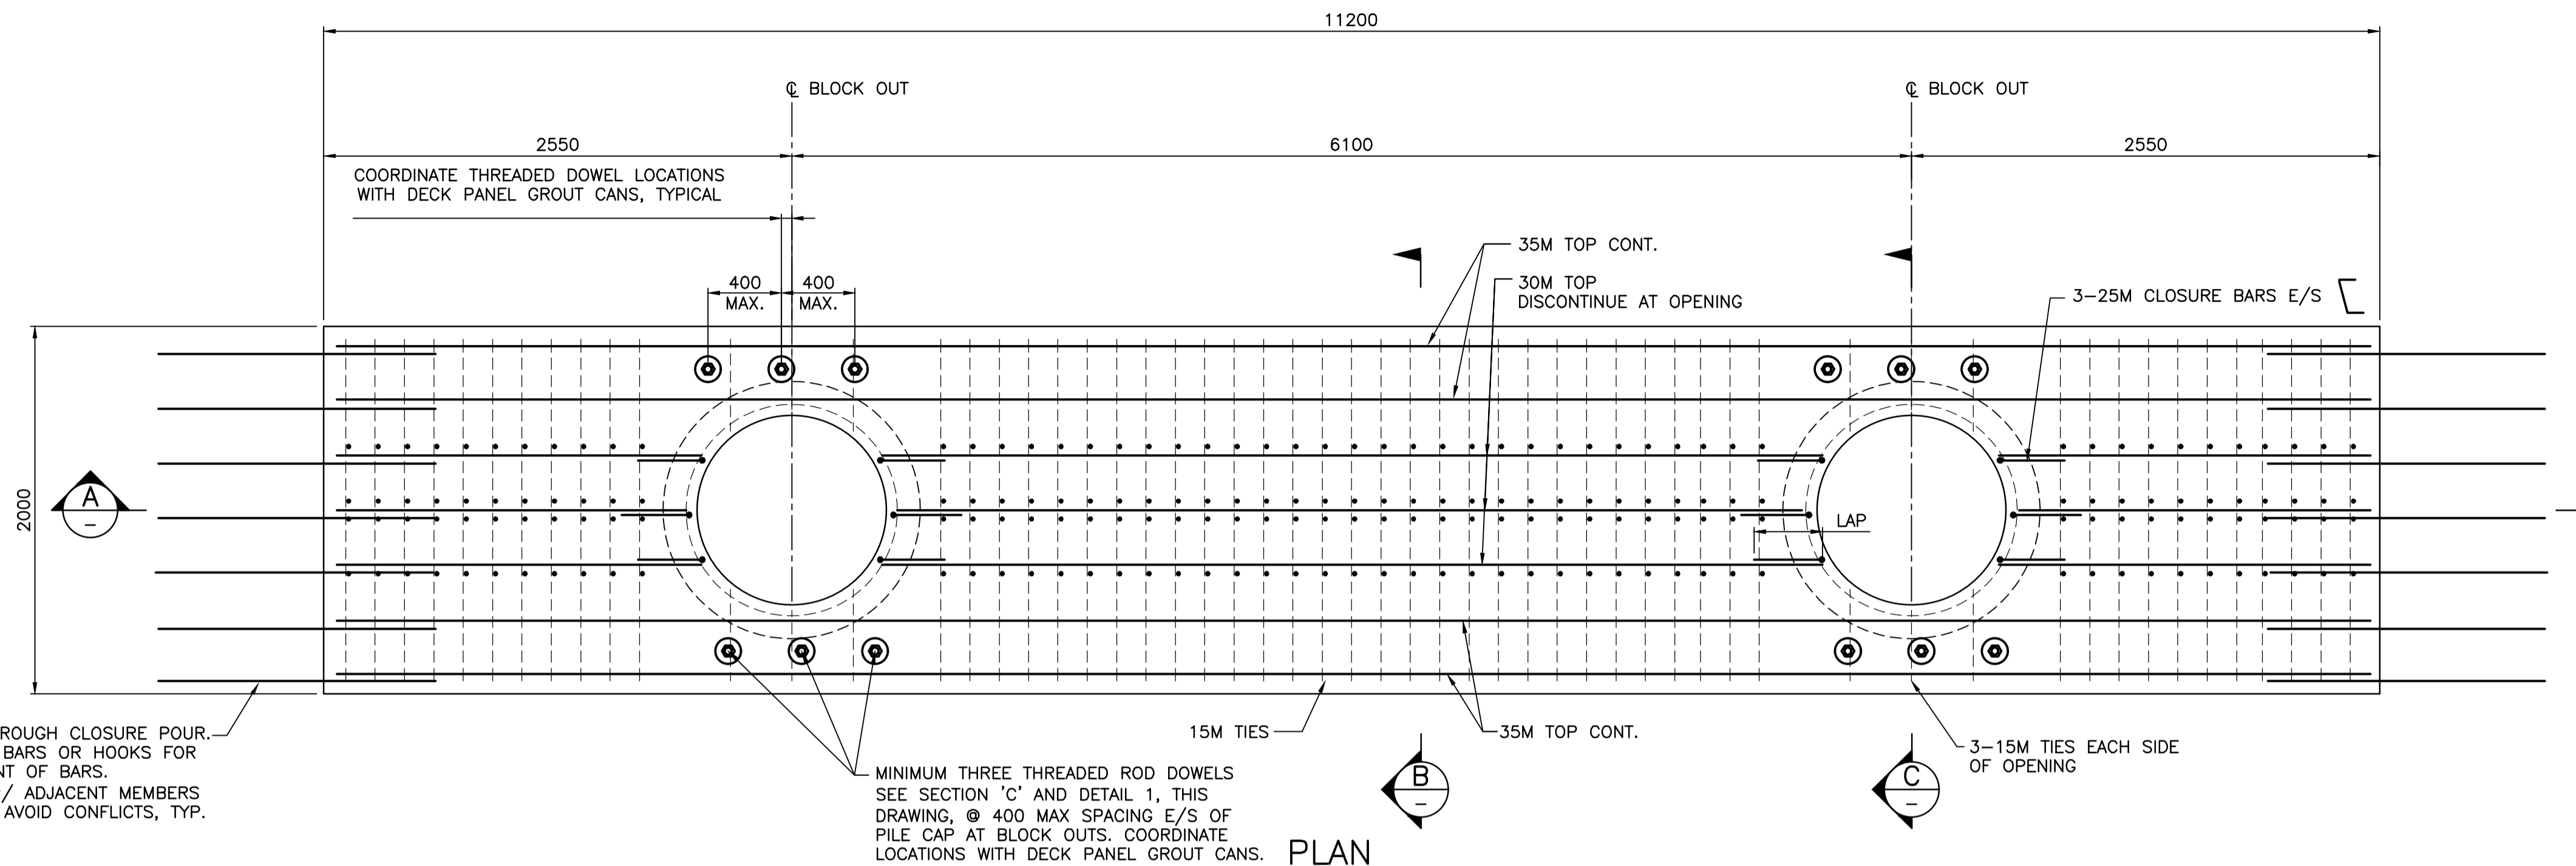 11200
℄ BLOCK OUT
℄ BLOCK OUT
2550
6100
2550
COORDINATE THREADED DOWEL LOCATIONS
WITH DECK PANEL GROUT CANS, TYPICAL
35M TOP CONT.
30M TOP
DISCONTINUE AT OPENING
3-25M CLOSURE BARS E/S
400
MAX.
400
MAX.
2000
A
-
LAP
ROUGH CLOSURE POUR.
BARS OR HOOKS FOR
NT OF BARS.
/ ADJACENT MEMBERS
AVOID CONFLICTS, TYP.
15M TIES
35M TOP CONT.
3-15M TIES EACH SIDE
OF OPENING
MINIMUM THREE THREADED ROD DOWELS
SEE SECTION 'C' AND DETAIL 1, THIS
DRAWING, @ 400 MAX SPACING E/S OF
PILE CAP AT BLOCK OUTS. COORDINATE
LOCATIONS WITH DECK PANEL GROUT CANS.
B
-
C
-
PLAN